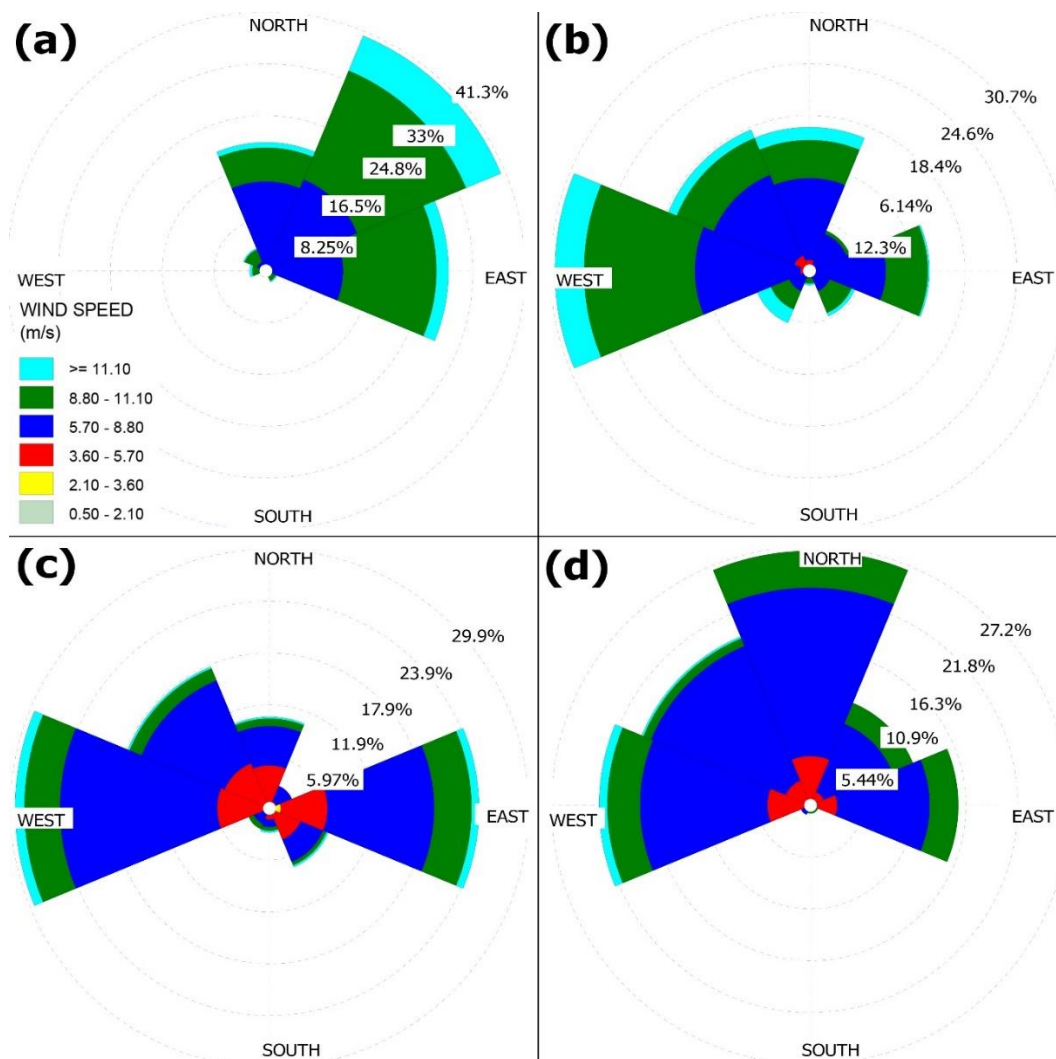 (a)
NORTH
41.3%
33%
24.8%
16.5%
8.25%
WEST
EAST
WIND SPEED
(m/s)
>= 11.10
8.80 - 11.10
5.70 - 8.80
3.60 - 5.70
2.10 - 3.60
0.50 - 2.10
SOUTH
(b)
NORTH
30.7%
24.6%
18.4%
6.14%
12.3%
WEST
EAST
SOUTH
(c)
NORTH
29.9%
23.9%
17.9%
11.9%
5.97%
WEST
EAST
SOUTH
(d)
NORTH
27.2%
21.8%
16.3%
10.9%
5.44%
WEST
EAST
SOUTH